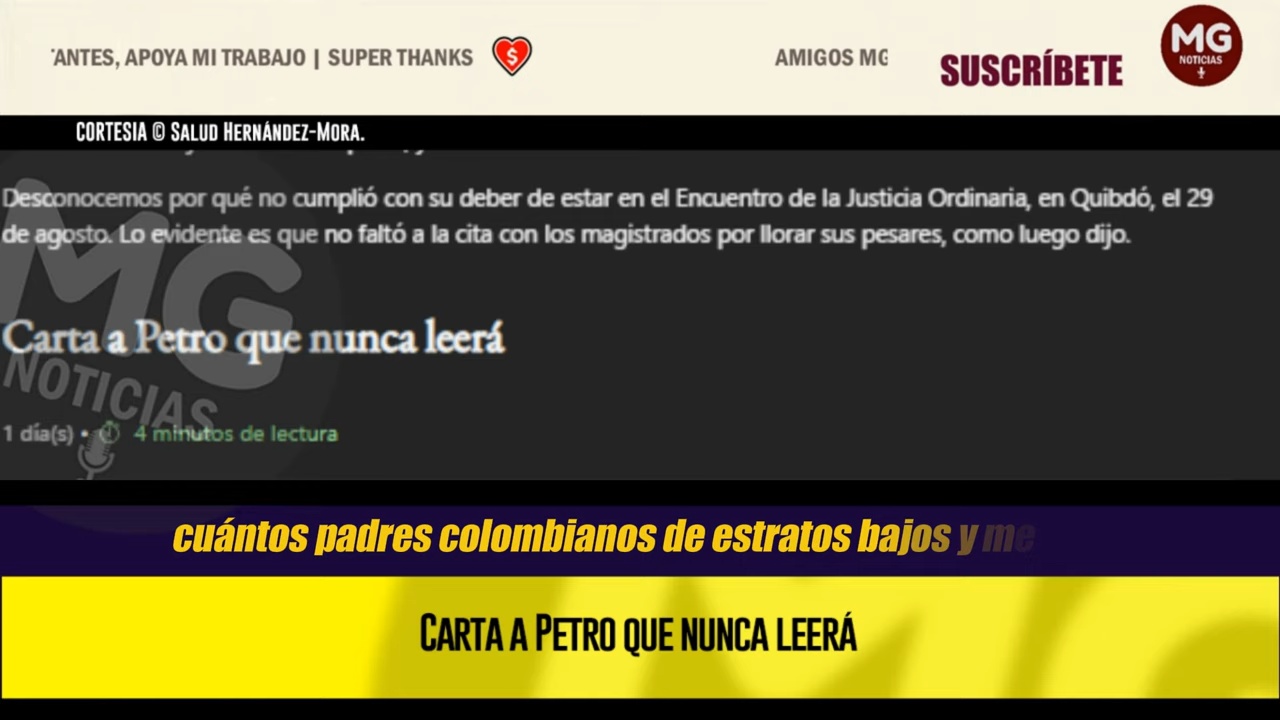 ANTES, APOYA MI TRABAJO | SUPER THANKS
AMIGOS MG
SUSCRÍBETE
MG
NOTICIAS
CORTESIA © SALUD HERNÁNDEZ-MORA.
Desconocemos por qué no cumplió con su deber de estar en el Encuentro de la Justicia Ordinaria, en Quibdó, el 29
de agosto. Lo evidente es que no faltó a la cita con los magistrados por llorar sus pesares, como luego dijo.
MG
NOTICIAS
Carta a Petro que nunca leerá
1 día(s) • 4 minutos de lectura
cuántos padres colombianos de estratos bajos y me
CARTA A PETRO QUE NUNCA LEERÁ